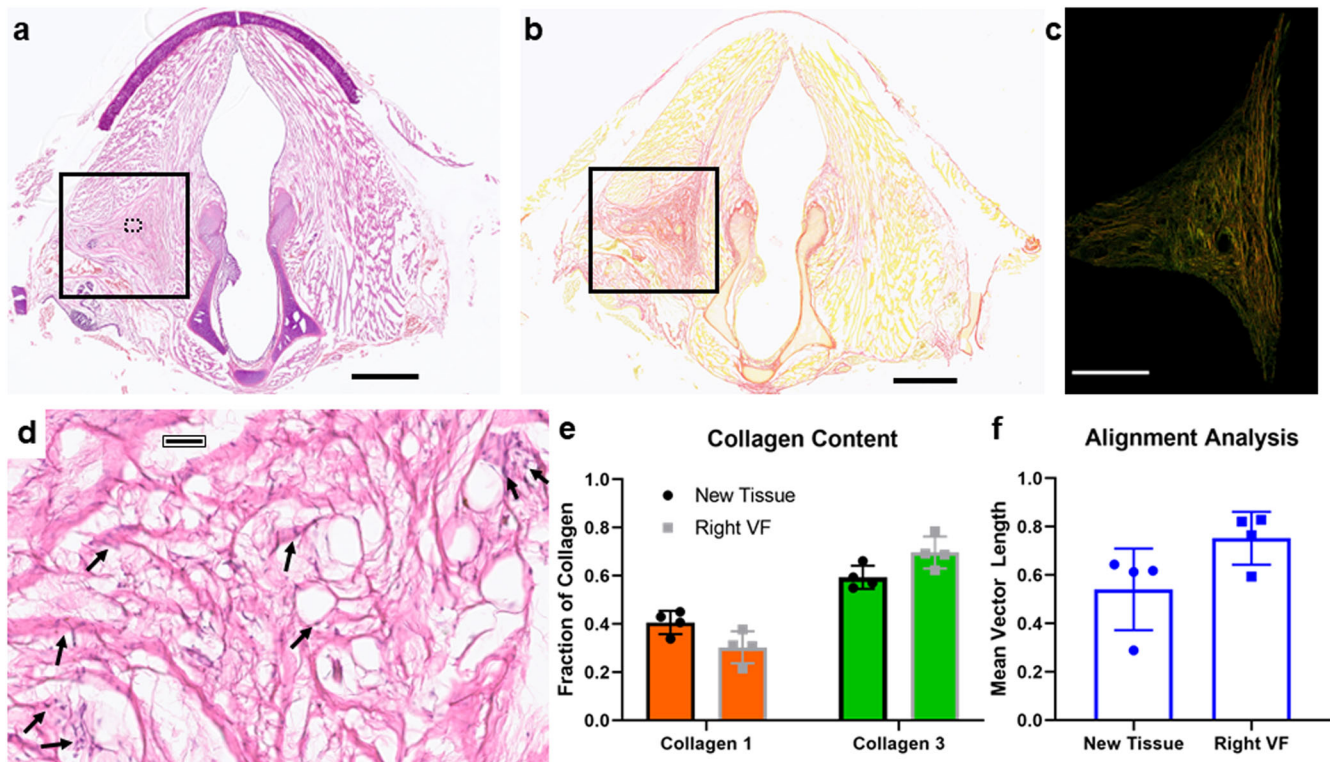 a
b
c
d
e
Collagen Content
Fraction of Collagen
1.0
0.8
0.6
0.4
0.2
0.0
New Tissue
Right VF
Collagen 1
Collagen 3
f
Alignment Analysis
Mean Vector Length
1.0
0.8
0.6
0.4
0.2
0.0
New Tissue
Right VF